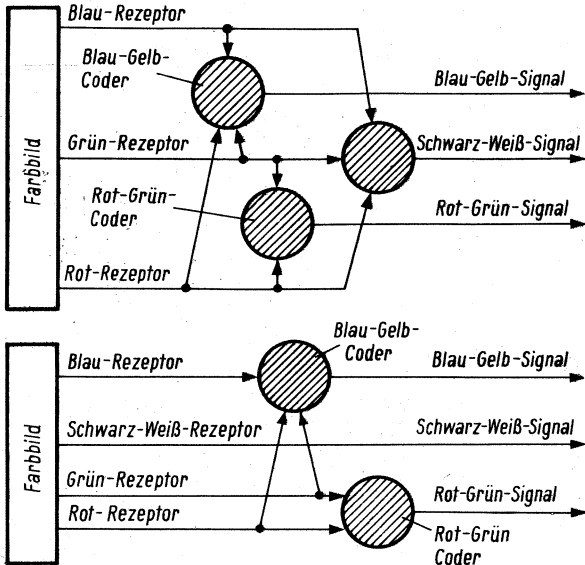 Farbbild
Blau-Rezeptor
Blau-Gelb-
Coder
Blau-Gelb-Signal
Grün-Rezeptor
Schwarz-Weiß-Signal
Rot-Grün-
Coder
Rot-Grün-Signal
Rot-Rezeptor
Farbbild
Blau-Gelb-
Coder
Blau-Rezeptor
Blau-Gelb-Signal
Schwarz-Weiß-Rezeptor
Schwarz-Weiß-Signal
Grün-Rezeptor
Rot-Grün-Signal
Rot-Rezeptor
Rot-Grün
Coder